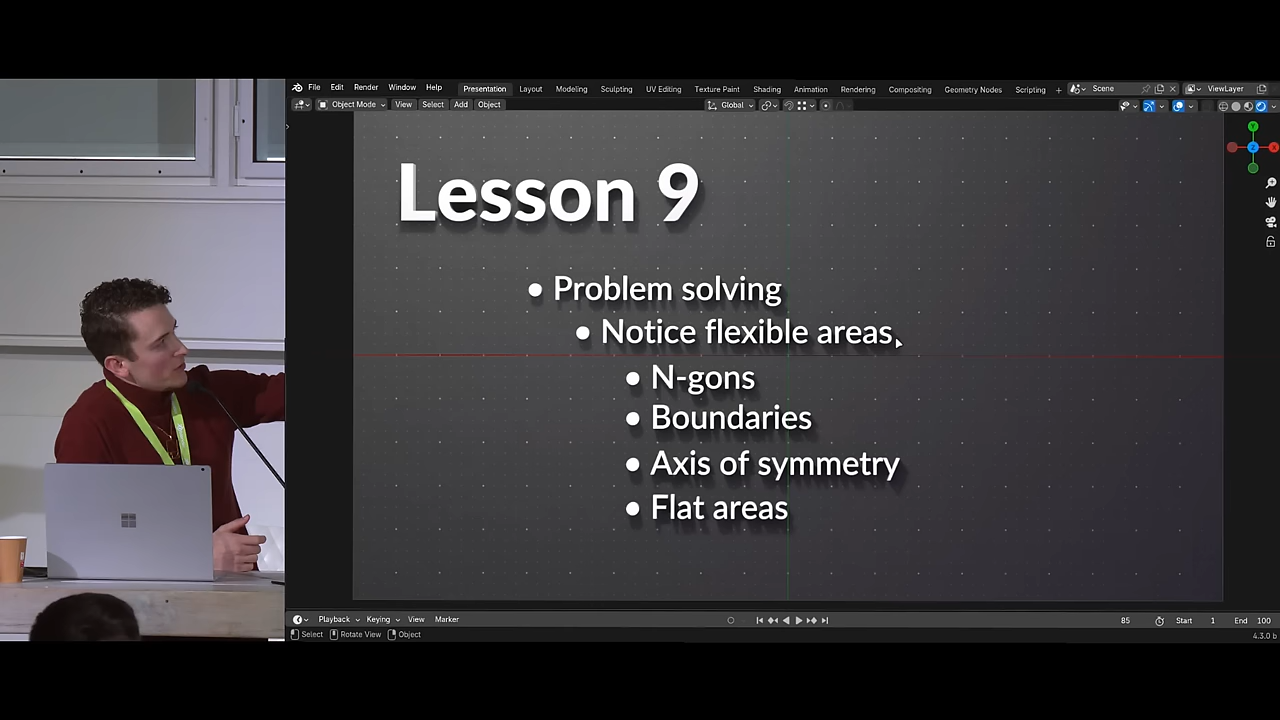 File Edit Render Window Help Presentation Layout Modeling Sculpting UV Editing Texture Paint Shading Animation Rendering Compositing Geometry Nodes Scripting + Scene ViewLayer
Object Mode View Select Add Object Global
Lesson 9
• Problem solving
• Notice flexible areas
• N-gons
• Boundaries
• Axis of symmetry
• Flat areas
Playback Keying View Marker 85 Start 1 End 100
Select Rotate View Object 4.3.0 b